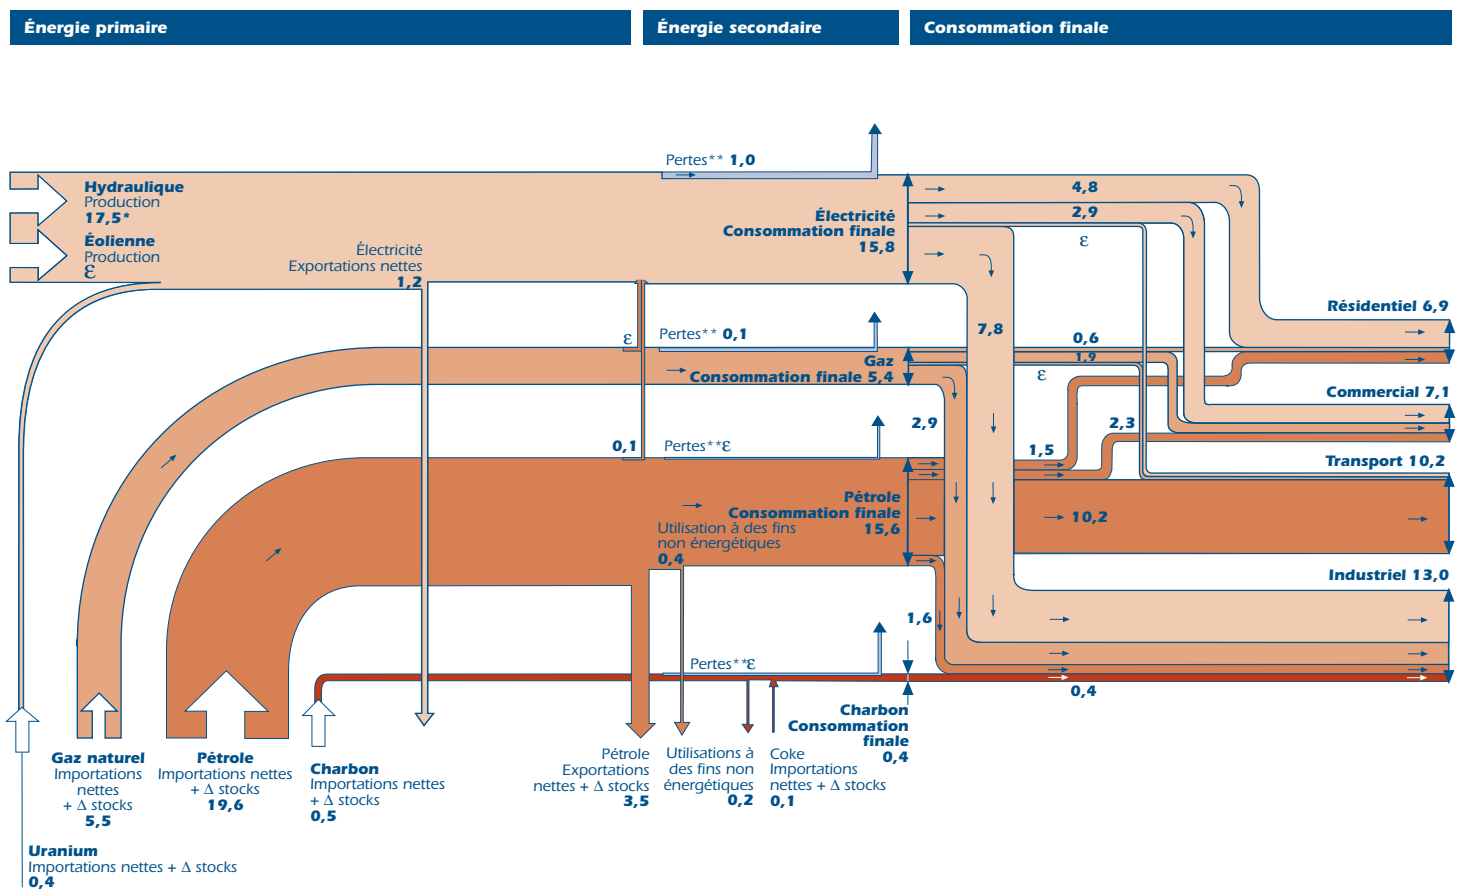 Énergie primaire
Énergie secondaire
Consommation finale
Pertes** 1,0
Hydraulique
Production
17,5*
Éolienne
Production
ε
Électricité
Exportations nettes
1,2
Électricité
Consommation finale
15,8
4,8
2,9
ε
7,8
Résidentiel 6,9
ε
Pertes** 0,1
Gaz
Consommation finale 5,4
0,6
1,9
ε
Commercial 7,1
2,9
2,3
0,1
Pertes**ε
1,5
Transport 10,2
Pétrole
Consommation finale
15,6
Utilisation à des fins
non énergétiques
0,4
10,2
Industriel 13,0
1,6
Pertes**ε
0,4
Charbon
Consommation
finale
0,4
Gaz naturel
Importations
nettes
+ Δ stocks
5,5
Pétrole
Importations nettes
+ Δ stocks
19,6
Charbon
Importations nettes
+ Δ stocks
0,5
Pétrole
Exportations
nettes + Δ stocks
3,5
Utilisations à
des fins non
énergétiques
0,2
Coke
Importations
nettes + Δ stocks
0,1
Uranium
Importations nettes + Δ stocks
0,4